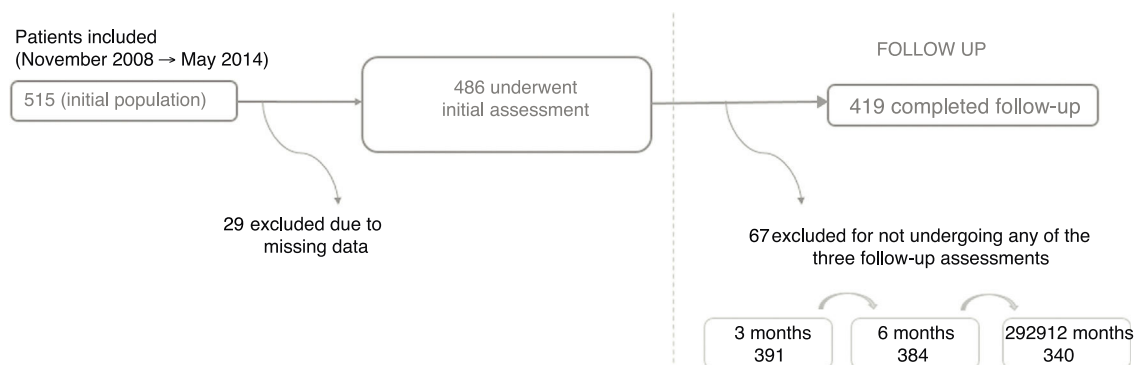 Patients included
(November 2008 → May 2014)
515 (initial population)
486 underwent
initial assessment
FOLLOW UP
419 completed follow-up
29 excluded due to
missing data
67 excluded for not undergoing any of the
three follow-up assessments
3 months
391
6 months
384
292912 months
340